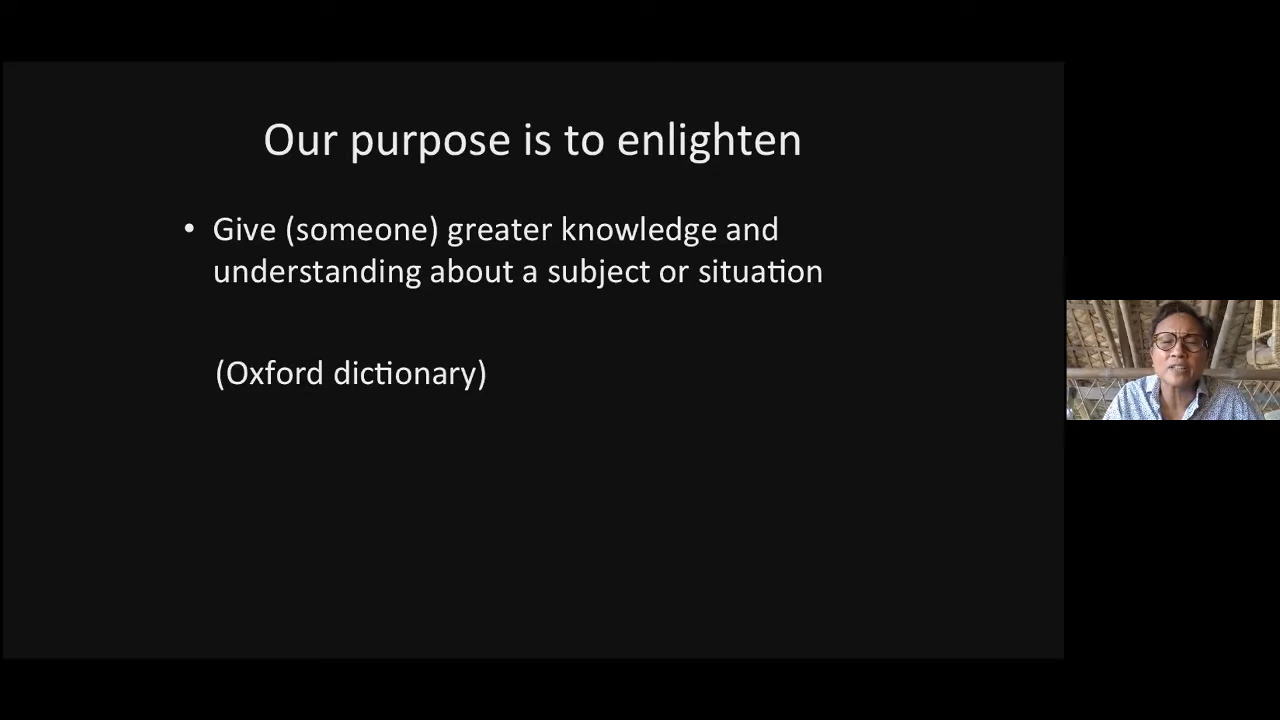 Our purpose is to enlighten
• Give (someone) greater knowledge and
understanding about a subject or situation
(Oxford dictionary)